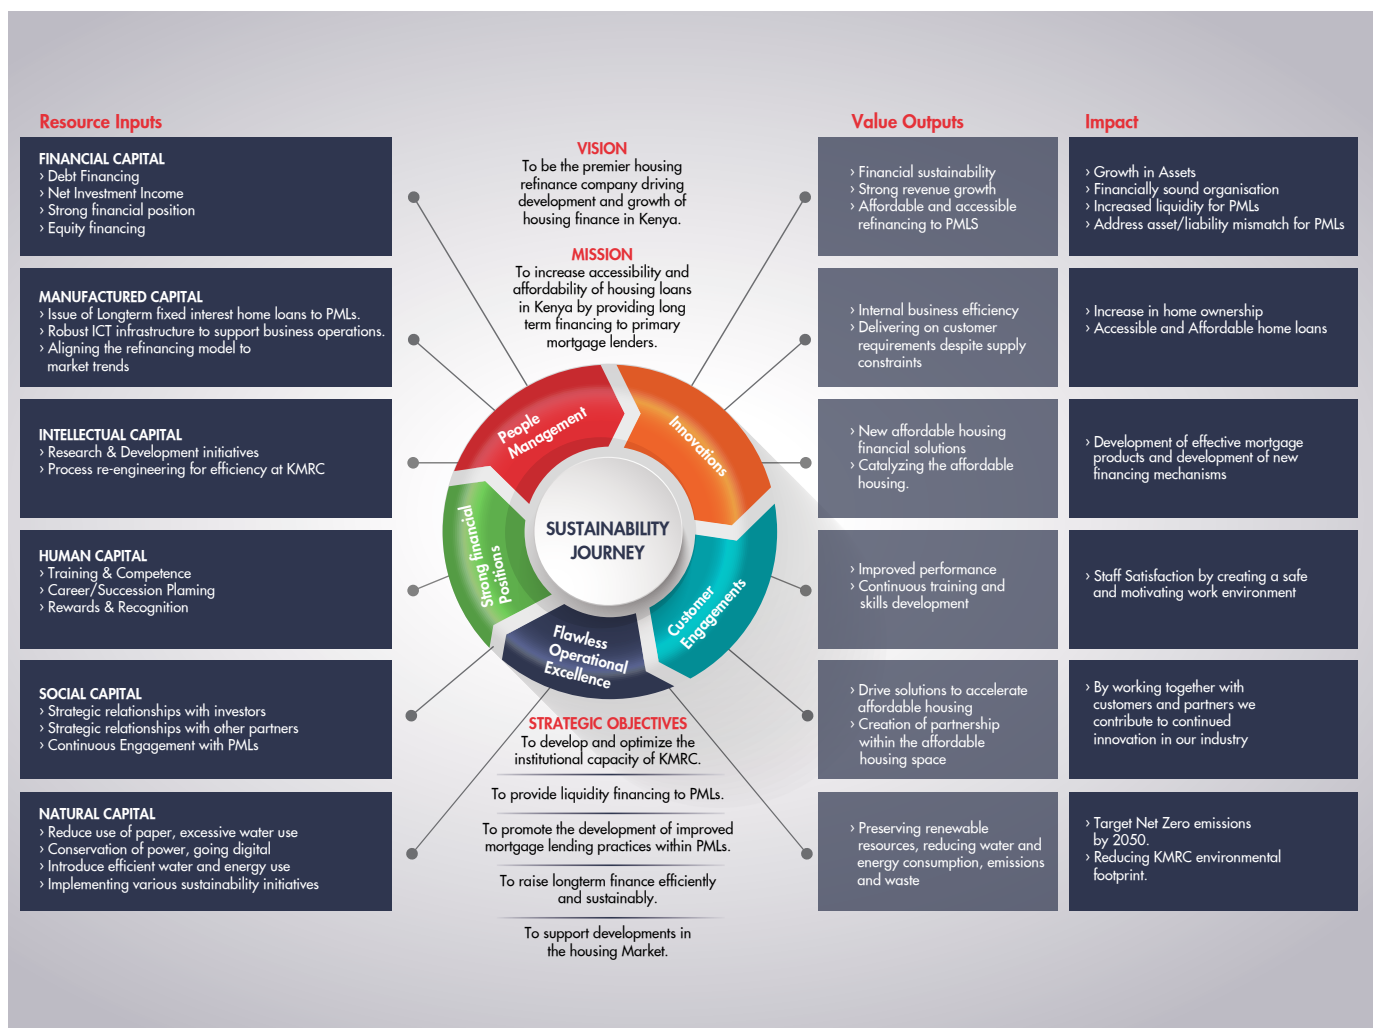 Resource Inputs
FINANCIAL CAPITAL
› Debt Financing
› Net Investment Income
› Strong financial position
› Equity financing
MANUFACTURED CAPITAL
› Issue of Longterm fixed interest home loans to PMLs.
› Robust ICT infrastructure to support business operations.
› Aligning the refinancing model to
market trends
INTELLECTUAL CAPITAL
› Research & Development initiatives
› Process re-engineering for efficiency at KMRC
HUMAN CAPITAL
› Training & Competence
› Career/Succession Plaming
› Rewards & Recognition
SOCIAL CAPITAL
› Strategic relationships with investors
› Strategic relationships with other partners
› Continuous Engagement with PMLs
NATURAL CAPITAL
› Reduce use of paper, excessive water use
› Conservation of power, going digital
› Introduce efficient water and energy use
› Implementing various sustainability initiatives
VISION
To be the premier housing
refinance company driving
development and growth of
housing finance in Kenya.
MISSION
To increase accessibility and
affordability of housing loans
in Kenya by providing long
term financing to primary
mortgage lenders.
People
Management
Innovations
Strong financial
Positions
SUSTAINABILITY
JOURNEY
Customer
Engagements
Flawless
Operational
Excellence
STRATEGIC OBJECTIVES
To develop and optimize the
institutional capacity of KMRC.
To provide liquidity financing to PMLs.
To promote the development of improved
mortgage lending practices within PMLs.
To raise longterm finance efficiently
and sustainably.
To support developments in
the housing Market.
Value Outputs
› Financial sustainability
› Strong revenue growth
› Affordable and accessible
refinancing to PMLS
› Internal business efficiency
› Delivering on customer
requirements despite supply
constraints
› New affordable housing
financial solutions
› Catalyzing the affordable
housing.
› Improved performance
› Continuous training and
skills development
› Drive solutions to accelerate
affordable housing
› Creation of partnership
within the affordable
housing space
› Preserving renewable
resources, reducing water and
energy consumption, emissions
and waste
Impact
› Growth in Assets
› Financially sound organisation
› Increased liquidity for PMLs
› Address asset/liability mismatch for PMLs
› Increase in home ownership
› Accessible and Affordable home loans
› Development of effective mortgage
products and development of new
financing mechanisms
› Staff Satisfaction by creating a safe
and motivating work environment
› By working together with
customers and partners we
contribute to continued
innovation in our industry
› Target Net Zero emissions
by 2050.
› Reducing KMRC environmental
footprint.